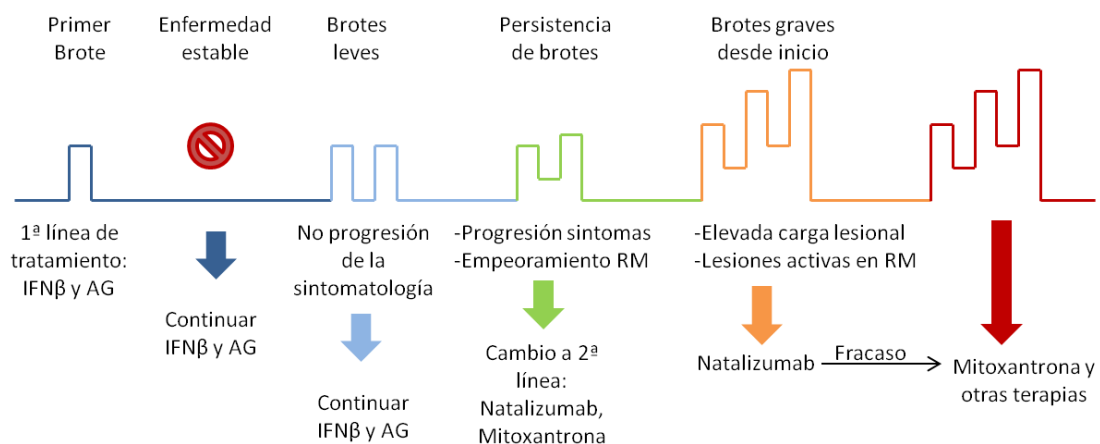 Primer
Brote
Enfermedad
estable
Brotes
leves
Persistencia
de brotes
Brotes graves
desde inicio
1ª línea de
tratamiento:
IFNβ y AG
Continuar
IFNβ y AG
No progresión
de la
sintomatología
Continuar
IFNβ y AG
-Progresión sintomas
-Empeoramiento RM
Cambio a 2ª
línea:
Natalizumab,
Mitoxantrona
-Elevada carga lesional
-Lesiones activas en RM
Natalizumab
Fracaso
Mitoxantrona y
otras terapias